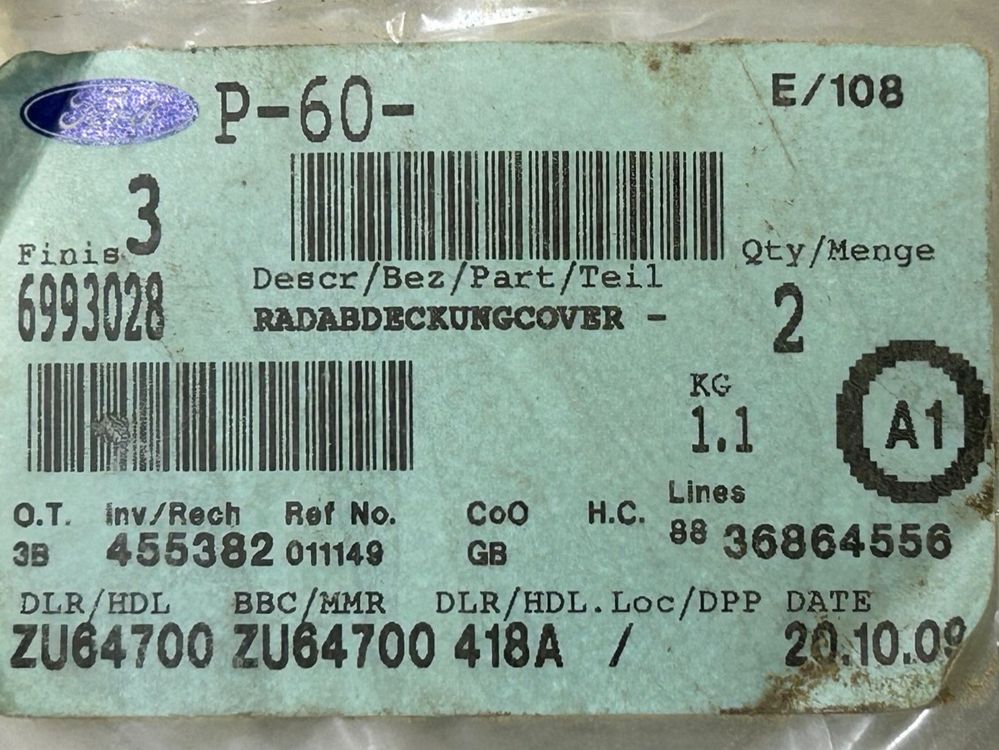 Ford P-60- E/108
3
Finis
6993028
Descr/Bez/Part/Teil
RADABDECKUNGCOVER -
Qty/Menge
2
KG
1.1
A1
O.T. Inv/Rech Ref No. CoO H.C. Lines
3B 455382 011149 GB 88 36864556
DLR/HDL BBC/MMR DLR/HDL.Loc/DPP DATE
ZU64700 ZU64700 418A / 20.10.09